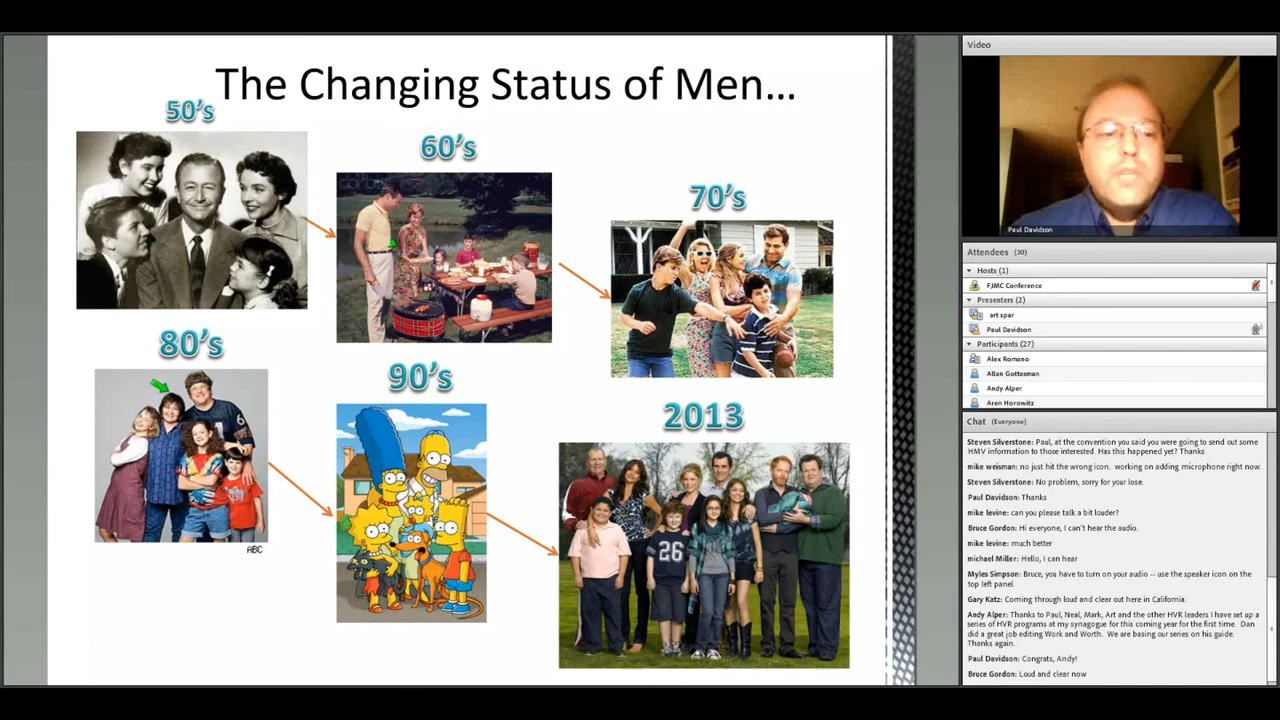 The Changing Status of Men...
50's
60's
70's
80's
ABC
90's
2013
26
6
Video
Paul Davidson
Attendees (30)
Hosts (1)
FJMC Conference
Presenters (2)
art spar
Paul Davidson
Participants (27)
Alex Romano
Allan Gottesman
Andy Alper
Aren Horowitz
Chat (Everyone)
Steven Silverstone: Paul, at the convention you said you were going to send out some
HMV information to those interested. Has this happened yet? Thanks
mike weisman: no just hit the wrong icon. working on adding microphone right now.
Steven Silverstone: No problem, sorry for your lose.
Paul Davidson: Thanks
mike levine: can you please talk a bit louder?
Bruce Gordon: Hi everyone, I can't hear the audio.
mike levine: much better
michael Miller: Hello, I can hear
Myles Simpson: Bruce, you have to turn on your audio -- use the speaker icon on the
top left panel
Gary Katz: Coming through loud and clear out here in California.
Andy Alper: Thanks to Paul, Neal, Mark, Art and the other HVR leaders I have set up a
series of HVR programs at my synagogue for this coming year for the first time. Dan
did a great job editing Work and Worth. We are basing our series on his guide.
Thanks again.
Paul Davidson: Congrats, Andy!
Bruce Gordon: Loud and clear now